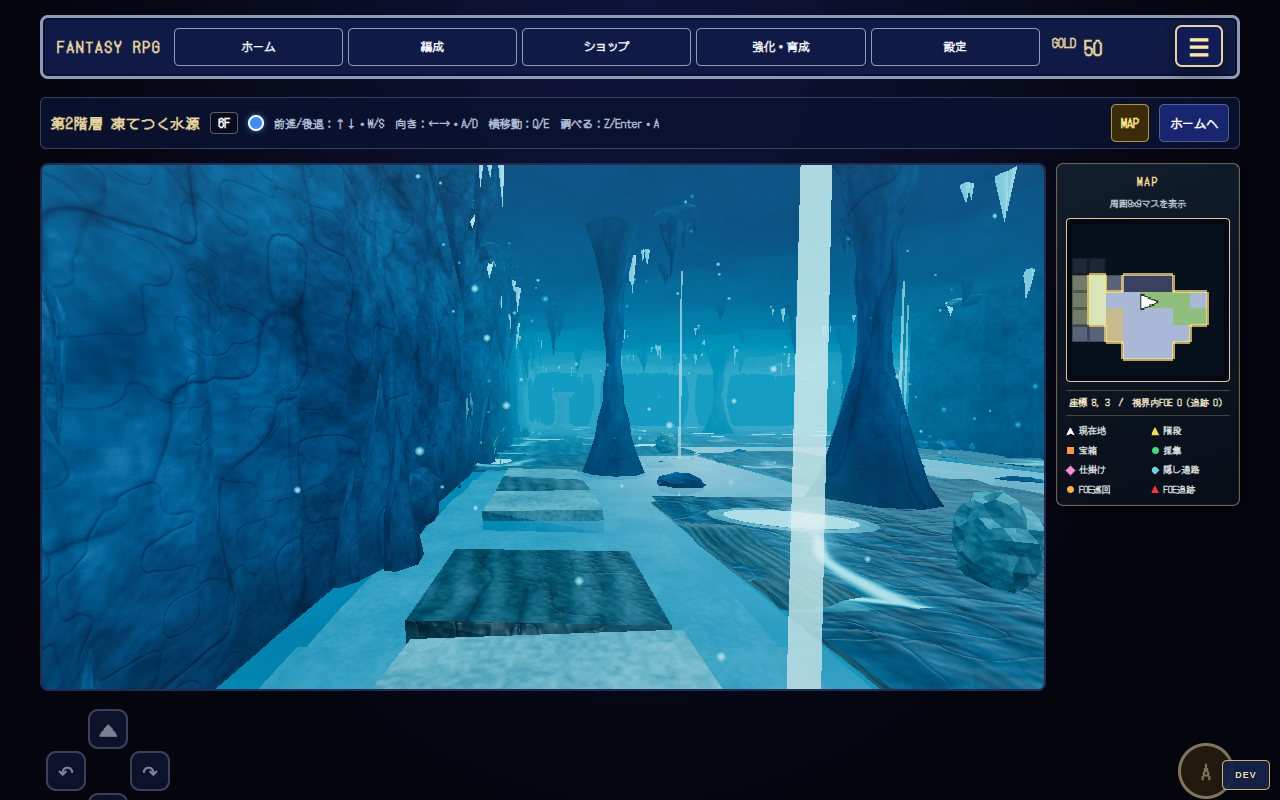 FANTASY RPG
ホーム
編成
ショップ
強化・育成
設定
GOLD 50
第2階層 凍てつく水源
6F
前進/後退：↑↓・W/S　向き：←→・A/D　横移動：Q/E　調べる：Z/Enter・A
MAP
ホームへ
MAP
周囲9x9マスを表示
座標 8, 3 / 視界内FOE 0（追跡 0）
現在地
階段
宝箱
採集
仕掛け
隠し通路
FOE巡回
FOE追跡
A
DEV